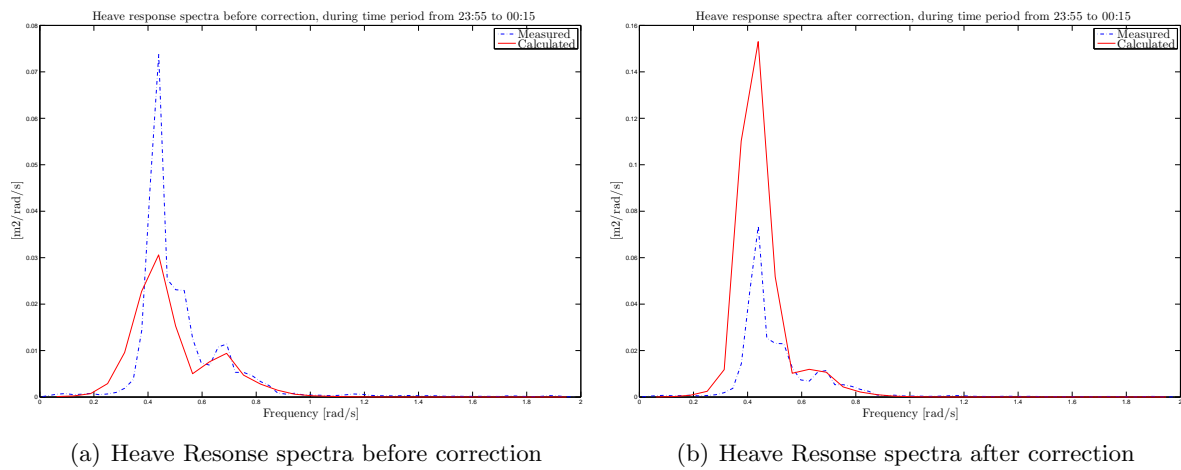 Heave response spectra before correction, during time period from 23:55 to 00:15
0.08
0.07
0.06
0.05
0.04
0.03
0.02
0.01
0
[m2/rad/s]
Measured
Calculated
0 0.2 0.4 0.6 0.8 1 1.2 1.4 1.6 1.8 2
Frequency [rad/s]
(a) Heave Resonse spectra before correction
Heave response spectra after correction, during time period from 23:55 to 00:15
0.16
0.14
0.12
0.1
0.08
0.06
0.04
0.02
0
[m2/rad/s]
Measured
Calculated
0 0.2 0.4 0.6 0.8 1 1.2 1.4 1.6 1.8 2
Frequency [rad/s]
(b) Heave Resonse spectra after correction